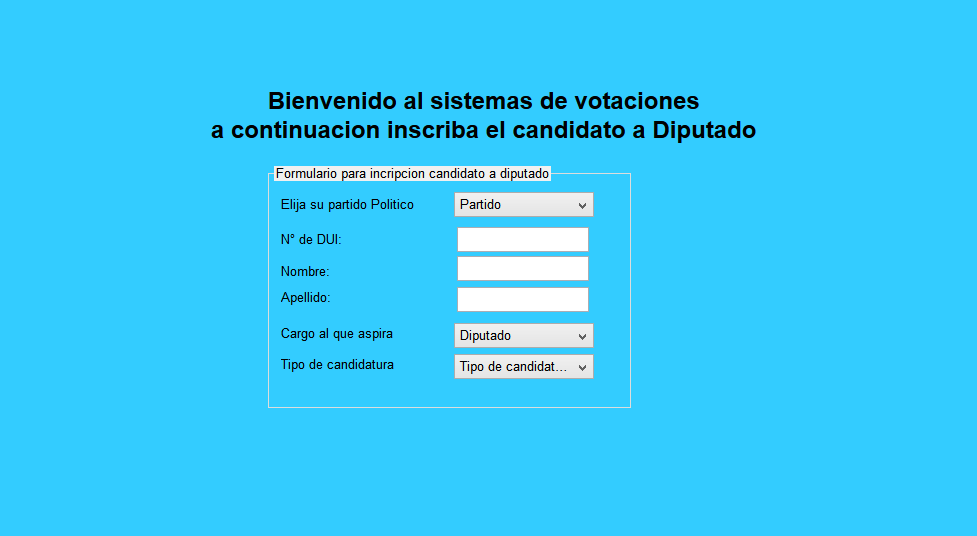 Bienvenido al sistemas de votaciones
a continuacion inscriba el candidato a Diputado
Formulario para incripcion candidato a diputado
Elija su partido Politico Partido
N° de DUI:
Nombre:
Apellido:
Cargo al que aspira Diputado
Tipo de candidatura Tipo de candidat...